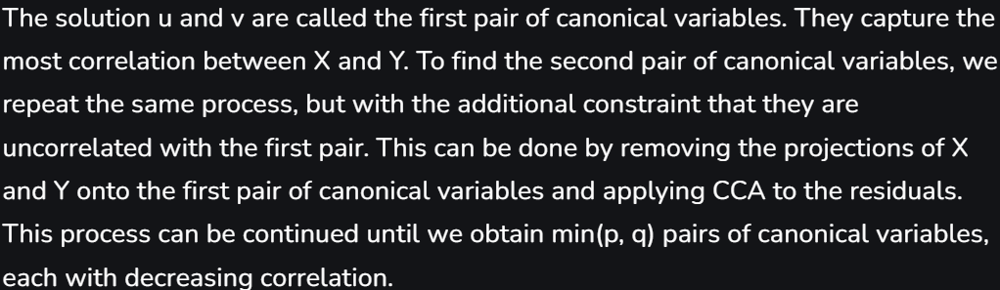 The solution u and v are called the first pair of canonical variables. They capture the
most correlation between X and Y. To find the second pair of canonical variables, we
repeat the same process, but with the additional constraint that they are
uncorrelated with the first pair. This can be done by removing the projections of X
and Y onto the first pair of canonical variables and applying CCA to the residuals.
This process can be continued until we obtain min(p, q) pairs of canonical variables,
each with decreasing correlation.